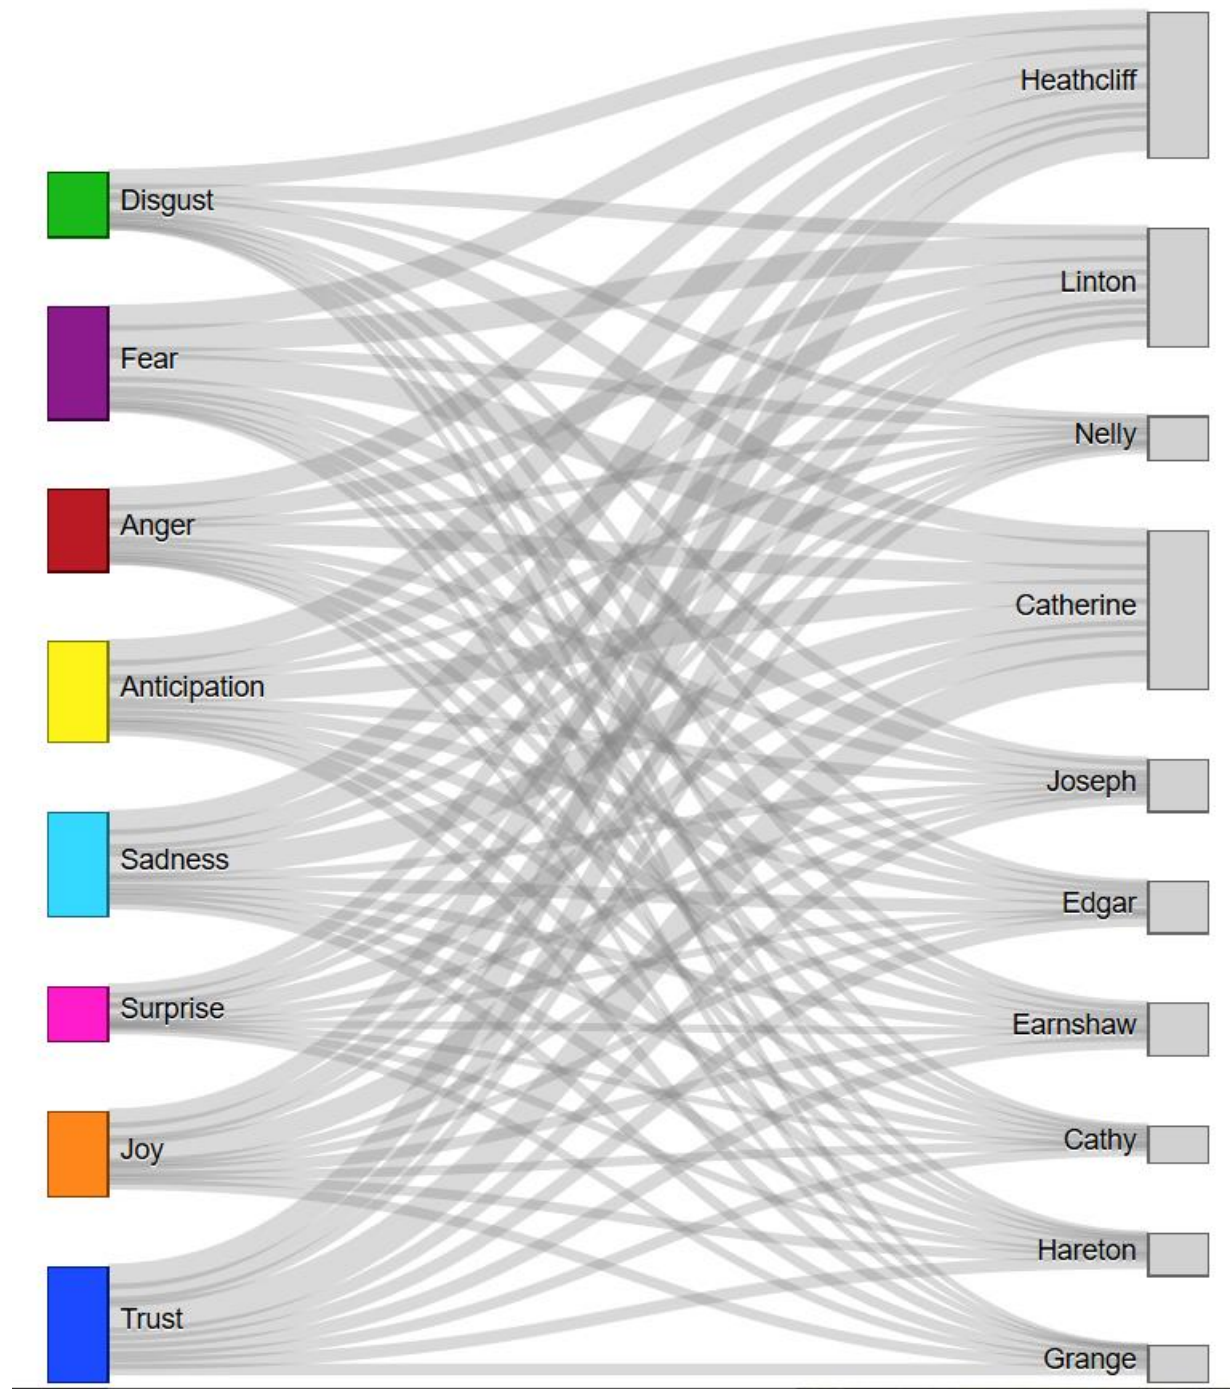 Disgust
Fear
Anger
Anticipation
Sadness
Surprise
Joy
Trust
Heathcliff
Linton
Nelly
Catherine
Joseph
Edgar
Earnshaw
Cathy
Hareton
Grange